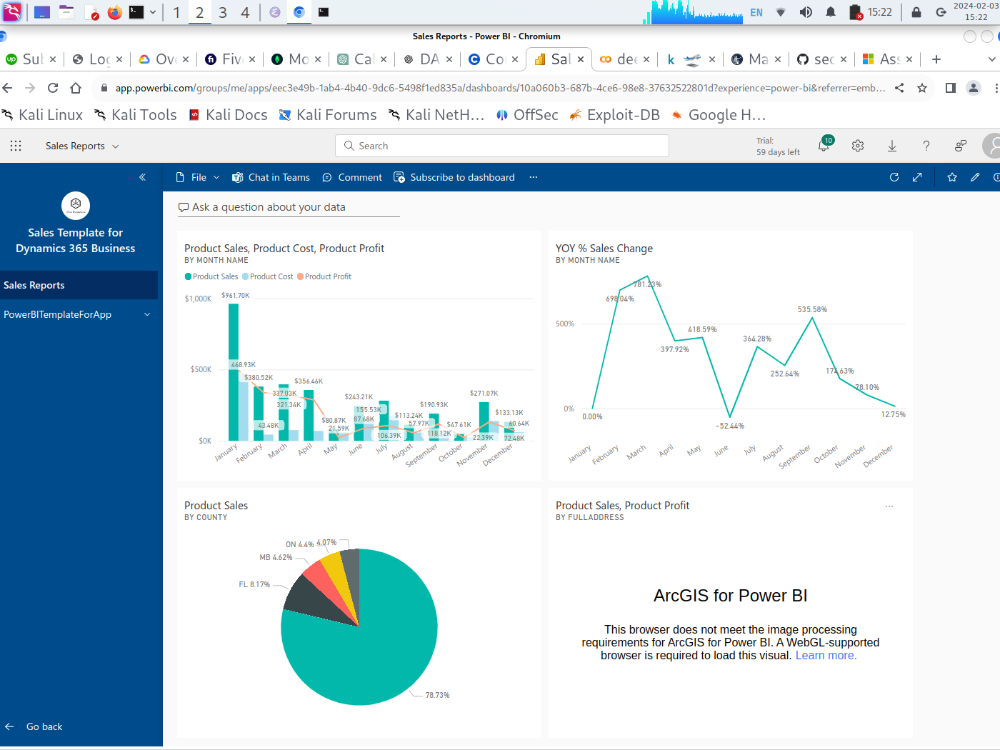 1 2 3 4
EN
15:22
2024-02-03
15:22
Sales Reports - Power BI - Chromium
Sub
Log
Ove
Five
Mo
Cal
DA
Co
Sal
dee
k
Ma
sec
Ass
app.powerbi.com/groups/me/apps/eec3e49b-1ab4-4b40-9dc6-5498f1ed835a/dashboards/10a060b3-687b-4ce6-98e8-37632522801d?experience=power-bi&referrer=emb...
Kali Linux
Kali Tools
Kali Docs
Kali Forums
Kali NetH...
OffSec
Exploit-DB
Google H...
Sales Reports
Search
Trial:
59 days left
10
File
Chat in Teams
Comment
Subscribe to dashboard
Sales Template for
Dynamics 365 Business
Sales Reports
PowerBITemplateForApp
Go back
Ask a question about your data
Product Sales, Product Cost, Product Profit
BY MONTH NAME
Product Sales Product Cost Product Profit
$1,000K
$500K
$0K
$961.70K
468.93K
$380.52K
43.48K
337.03K
321.34K
$356.46K
$80.87K
21.59K
$243.21K
87.68K
155.53K
106.39K
$113.24K
57.97K
$190.93K
118.12K
$47.61K
$271.07K
22.39K
$133.13K
60.64K
72.48K
January
February
March
April
May
June
July
August
September
October
November
December
YOY % Sales Change
BY MONTH NAME
500%
0%
0.00%
698.04%
781.23%
397.92%
418.59%
-52.44%
364.28%
252.64%
535.58%
174.63%
78.10%
12.75%
January
February
March
April
May
June
July
August
September
October
November
December
Product Sales
BY COUNTY
4.07%
ON 4.4%
MB 4.62%
FL 8.17%
78.73%
Product Sales, Product Profit
BY FULLADDRESS
ArcGIS for Power BI
This browser does not meet the image processing
requirements for ArcGIS for Power BI. A WebGL-supported
browser is required to load this visual. Learn more.